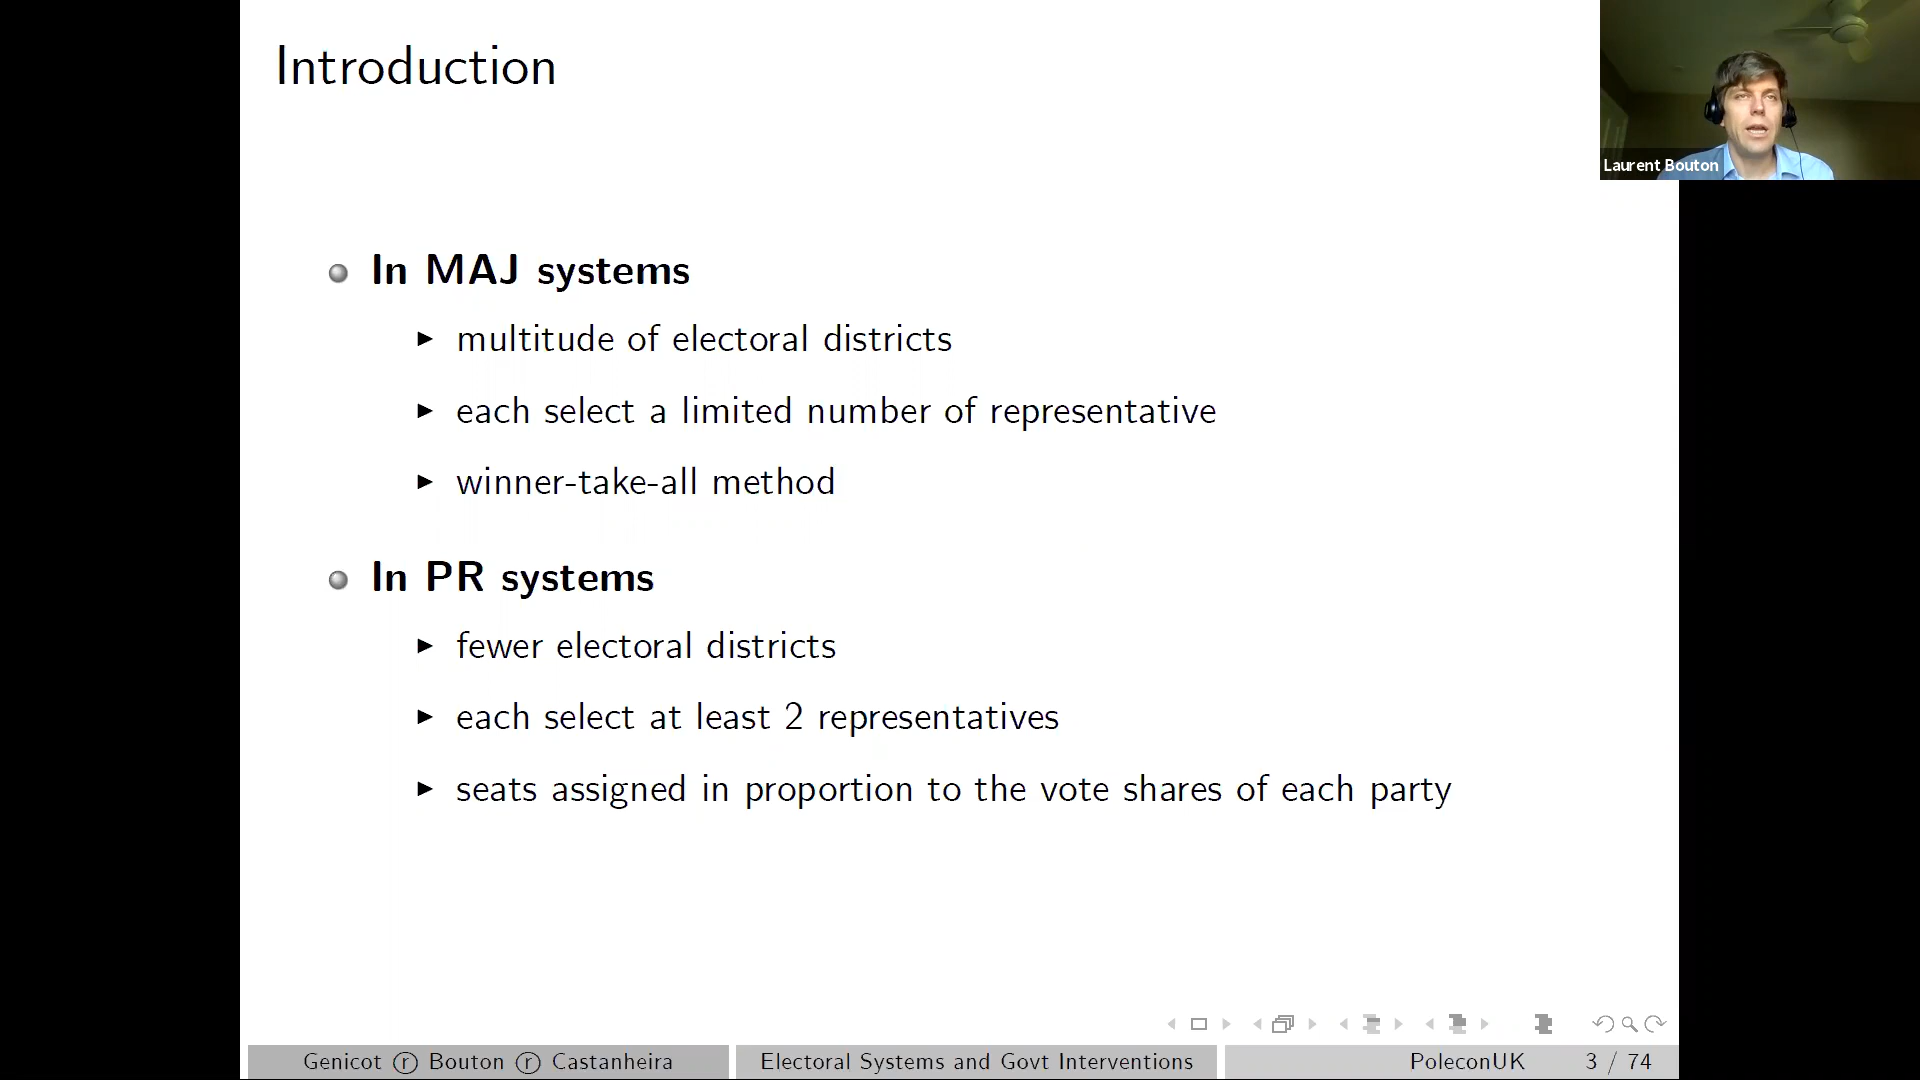 Introduction
Laurent Bouton
In MAJ systems
multitude of electoral districts
each select a limited number of representative
winner-take-all method
In PR systems
fewer electoral districts
each select at least 2 representatives
seats assigned in proportion to the vote shares of each party
Genicot ⓡ Bouton ⓡ Castanheira
Electoral Systems and Govt Interventions
PoleconUK 3 / 74